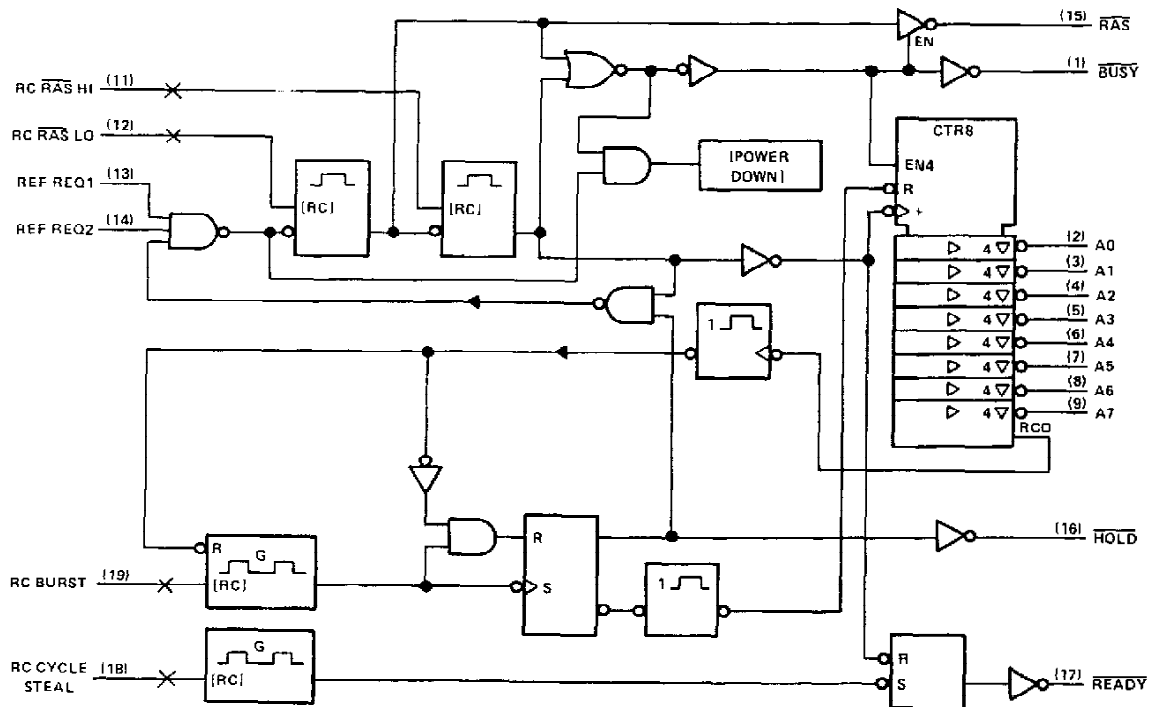 (15) RAS
EN
(1) BUSY
RC RAS HI (11)
RC RAS LO (12)
REF REQ1 (13)
REF REQ2 (14)
[RC]
[RC]
[POWER
DOWN]
CTR8
EN4
R
+
4 (2) A0
4 (3) A1
4 (4) A2
4 (5) A3
4 (6) A4
4 (7) A5
4 (8) A6
4 (9) A7
RCO
1
R
G
[RC]
RC BURST (19)
R
S
1
(16) HOLD
RC CYCLE
STEAL (18)
G
[RC]
R
S
(17) READY